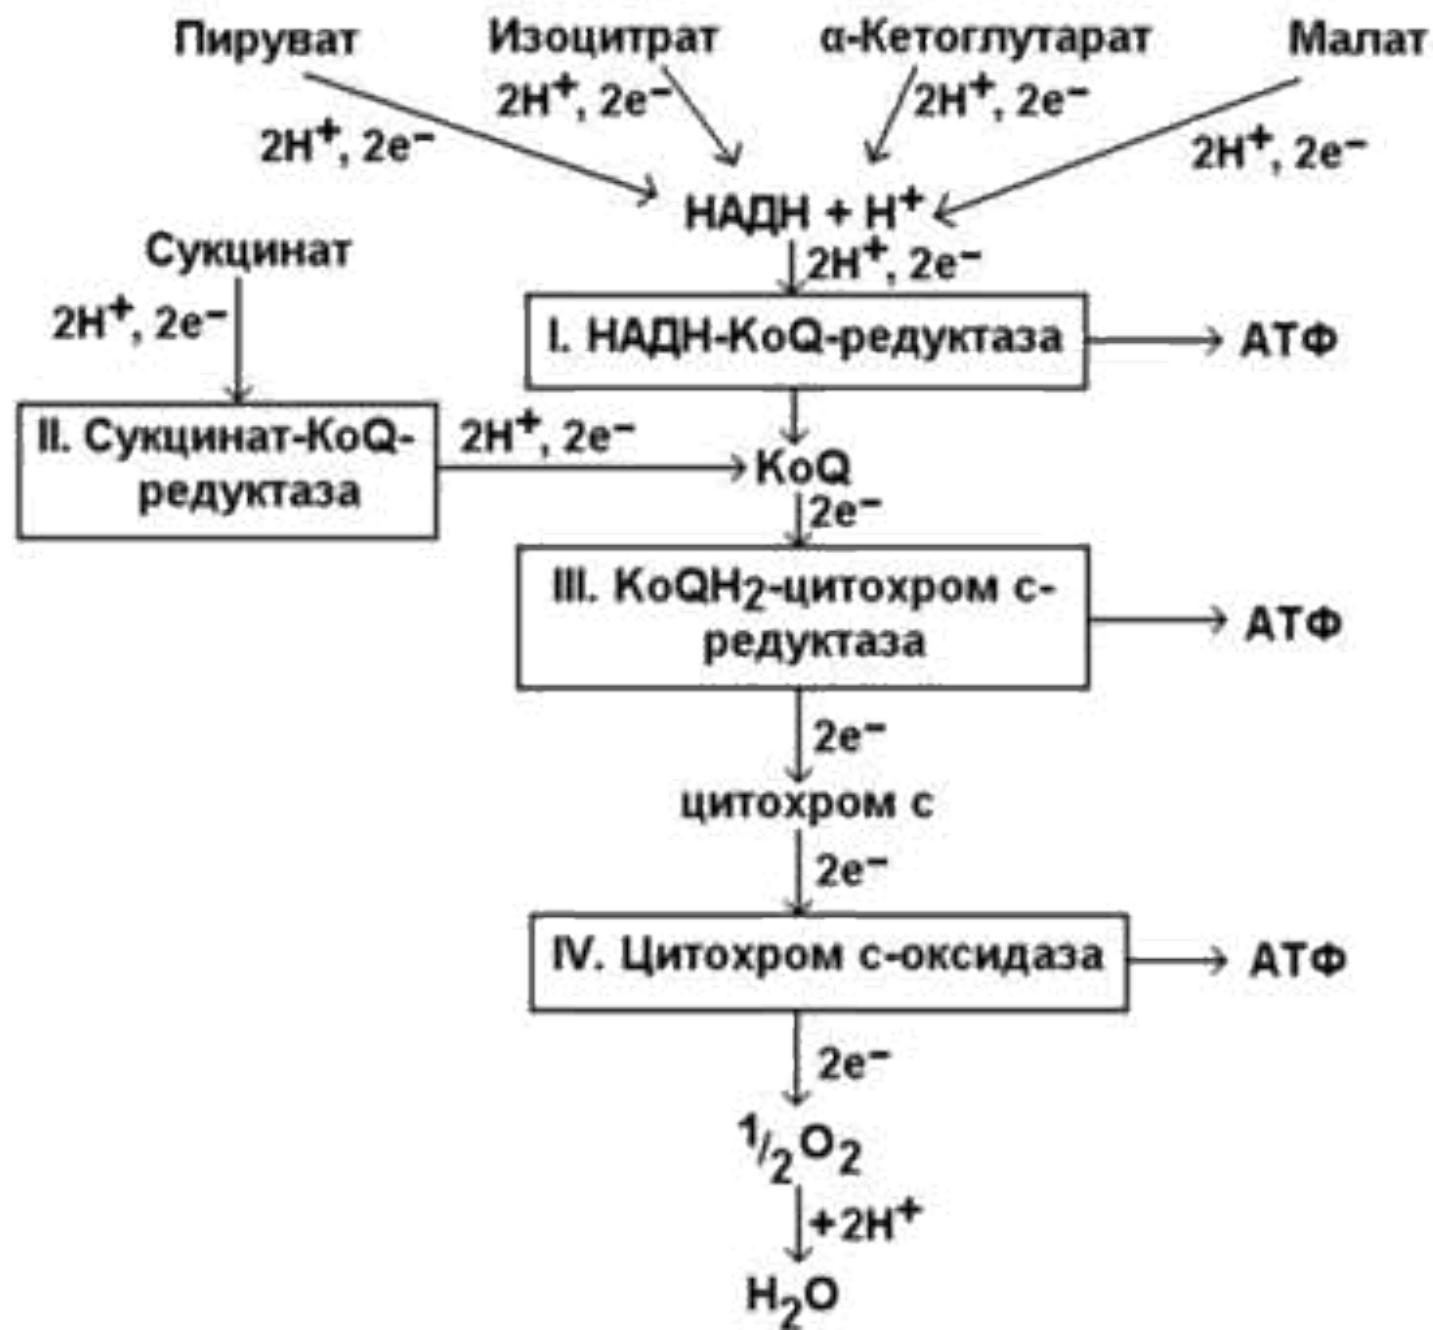 Пируват
Изоцитрат
α-Кетоглутарат
Малат
2H⁺, 2e⁻
2H⁺, 2e⁻
2H⁺, 2e⁻
2H⁺, 2e⁻
НАДН + H⁺
Сукцинат
2H⁺, 2e⁻
2H⁺, 2e⁻
I. НАДН-KoQ-редуктаза
АТФ
II. Сукцинат-KoQ-
редуктаза
2H⁺, 2e⁻
KoQ
2e⁻
III. KoQH₂-цитохром с-
редуктаза
АТФ
2e⁻
цитохром с
2e⁻
IV. Цитохром с-оксидаза
АТФ
2e⁻
1/2O₂
+2H⁺
H₂O